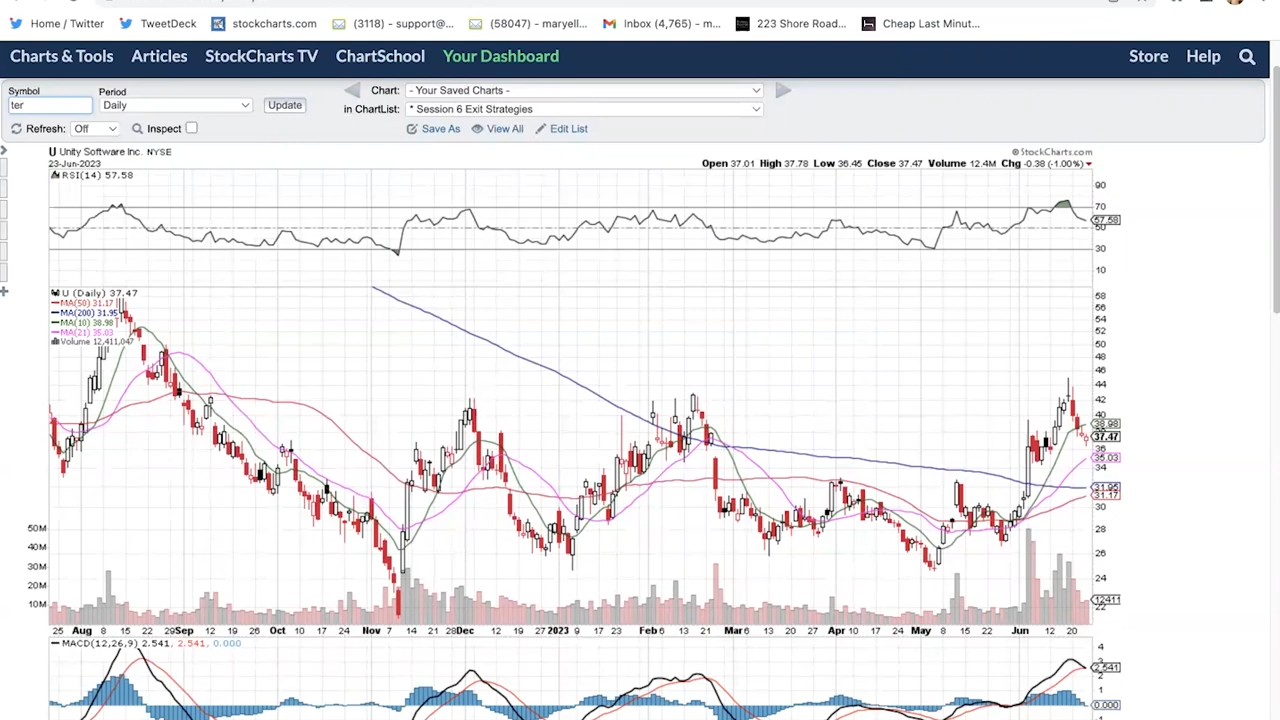 Home / Twitter TweetDeck stockcharts.com (3118) - support@... (58047) - maryell... Inbox (4,765) - m... 223 Shore Road... Cheap Last Minut...
Charts & Tools Articles StockCharts TV ChartSchool Your Dashboard Store Help
Symbol Period Chart: - Your Saved Charts -
ter Daily Update in ChartList: * Session 6 Exit Strategies
Refresh: Off Inspect Save As View All Edit List
U Unity Software Inc. NYSE © StockCharts.com
23-Jun-2023 Open 37.01 High 37.78 Low 36.45 Close 37.47 Volume 12.4M Chg -0.38 (-1.00%)
RSI(14) 57.58
90
70
57.58
50
30
10
U (Daily) 37.47
MA(50) 31.17
MA(200) 31.95
MA(10) 38.98
MA(21) 35.03
Volume 12,411,047
58
56
54
52
50
48
46
44
42
40
38.98
37.47
36
35.03
34
31.95
31.17
30
28
26
24
12411
22
50M
40M
30M
20M
10M
25 Aug 8 15 22 29 Sep 12 19 26 Oct 10 17 24 Nov 7 14 21 28 Dec 12 19 27 2023 9 17 23 Feb 6 13 21 Mar 6 13 20 27 Apr 10 17 24 May 8 15 22 Jun 12 20
MACD(12,26,9) 2.541, 2.541, 0.000
4
3
2.541
2
1
0.000